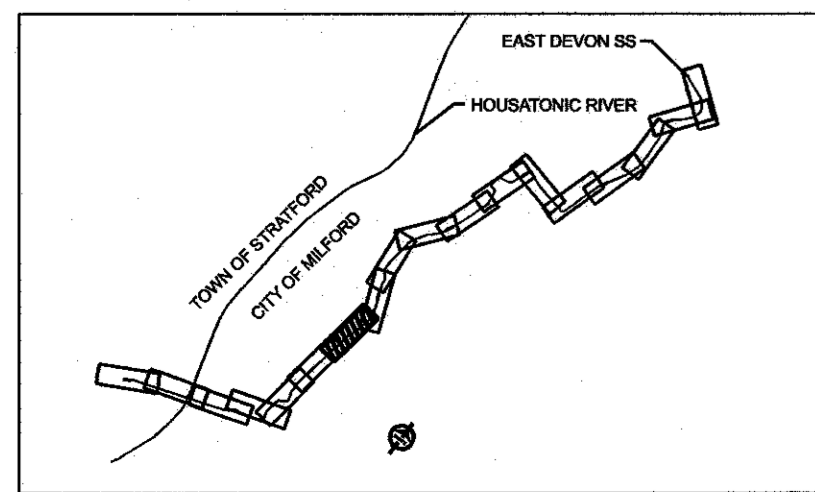 EAST DEVON SS
HOUSATONIC RIVER
TOWN OF STRATFORD
CITY OF MILFORD